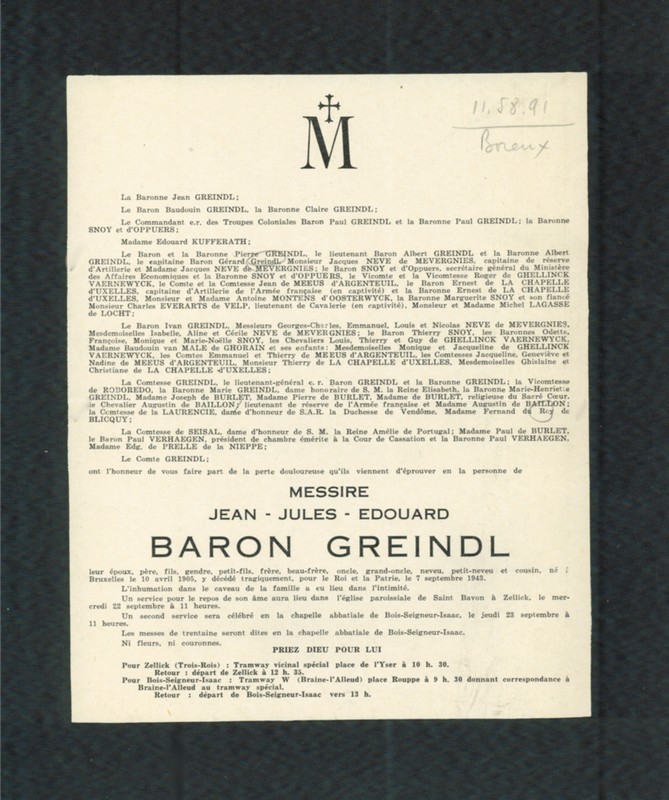 11.58.91
Boreux
M
La Baronne Jean GREINDL;
Le Baron Baudouin GREINDL, la Baronne Claire GREINDL;
Le Commandant e.r. des Troupes Coloniales Baron Paul GREINDL et la Baronne Paul GREINDL; la Baronne
SNOY et d'OPPUERS;
Madame Edouard KUFFERATH;
Le Baron et la Baronne Pierre GREINDL, le lieutenant Baron Albert GREINDL et la Baronne Albert
GREINDL, le capitaine Baron Gérard Greindl Monsieur Jacques NEVE de MEVERGNIES, capitaine de réserve
d'Artillerie et Madame Jacques NEVE de MEVERGNIES; le Baron SNOY et d'Oppuers, secrétaire général du Ministère
des Affaires Economiques et la Baronne SNOY et d'OPPUERS, le Vicomte et la Vicomtesse Roger de GHELLINCK
VAERNEWYCK, le Comte et la Comtesse Jean de MEEUS d'ARGENTEUIL, le Baron Ernest de LA CHAPELLE
d'UXELLES, capitaine d'Artillerie de l'Armée française (en captivité) et la Baronne Ernest de LA CHAPELLE
d'UXELLES, Monsieur et Madame Antoine MONTENS d'OOSTERWYCK, la Baronne Marguerite SNOY et son fiancé
Monsieur Charles EVERARTS de VELP, lieutenant de Cavalerie (en captivité), Monsieur et Madame Michel LAGASSE
de LOCHT;
Le Baron Ivan GREINDL, Messieurs Georges-Charles, Emmanuel, Louis et Nicolas NEVE de MEVERGNIES,
Mesdemoiselles Isabelle, Aline et Cécile NEVE de MEVERGNIES; le Baron Thierry SNOY, les Baronnes Odette,
Françoise, Monique et Marie-Noëlle SNOY, les Chevaliers Louis, Thierry et Guy de GHELLINCK VAERNEWYCK,
Madame Baudouin van MALE de GHORAIN et ses enfants: Mesdemoiselles Monique et Jacqueline de GHELLINCK
VAERNEWYCK, les Comtes Emmanuel et Thierry de MEEUS d'ARGENTEUIL, les Comtesses Jacqueline, Geneviève et
Nadine de MEEUS d'ARGENTEUIL, Monsieur Thierry de LA CHAPELLE d'UXELLES, Mesdemoiselles Ghislaine et
Christiane de LA CHAPELLE d'UXELLES;
La Comtesse GREINDL, le lieutenant-général e. r. Baron GREINDL et la Baronne GREINDL; la Vicomtesse
de ROBOREDO, la Baronne Marie GREINDL, dame honoraire de S. M. la Reine Elisabeth, la Baronne Marie-Henriette
GREINDL, Madame Joseph de BURLET, Madame Pierre de BURLET, Madame de BURLET, religieuse du Sacré Cœur,
le Chevalier Augustin de BAILLON, lieutenant de réserve de l'Armée française et Madame Augustin de BAILLON;
la Comtesse de la LAURENCIE, dame d'honneur de S.A.R. la Duchesse de Vendôme, Madame Fernand du Roy de
BLICQUY;
La Comtesse de SEISAL, dame d'honneur de S. M. la Reine Amélie de Portugal; Madame Paul de BURLET,
le Baron Paul VERHAEGEN, président de chambre émérite à la Cour de Cassation et la Baronne Paul VERHAEGEN,
Madame Edg. de PRELLE de la NIEPPE;
Le Comte GREINDL;
ont l'honneur de vous faire part de la perte douloureuse qu'ils viennent d'éprouver en la personne de
MESSIRE
JEAN - JULES - EDOUARD
BARON GREINDL
leur époux, père, fils, gendre, petit-fils, frère, beau-frère, oncle, grand-oncle, neveu, petit-neveu et cousin, né à
Bruxelles le 10 avril 1905, y décédé tragiquement, pour le Roi et la Patrie, le 7 septembre 1943.
L'inhumation dans le caveau de la famille a eu lieu dans l'intimité.
Un service pour le repos de son âme aura lieu dans l'église paroissiale de Saint Bavon à Zellick, le mer-
credi 22 septembre à 11 heures.
Un second service sera célébré en la chapelle abbatiale de Bois-Seigneur-Isaac, le jeudi 23 septembre à
11 heures.
Les messes de trentaine seront dites en la chapelle abbatiale de Bois-Seigneur-Isaac.
Ni fleurs, ni couronnes.
PRIEZ DIEU POUR LUI
Pour Zellick (Trois-Rois) : Tramway vicinal spécial place de l'Yser à 10 h. 30.
Retour : départ de Zellick à 12 h. 35.
Pour Bois-Seigneur-Isaac : Tramway W (Braine-l'Alleud) place Rouppe à 9 h. 30 donnant correspondance à
Braine-l'Alleud au tramway spécial.
Retour : départ de Bois-Seigneur-Isaac vers 13 h.